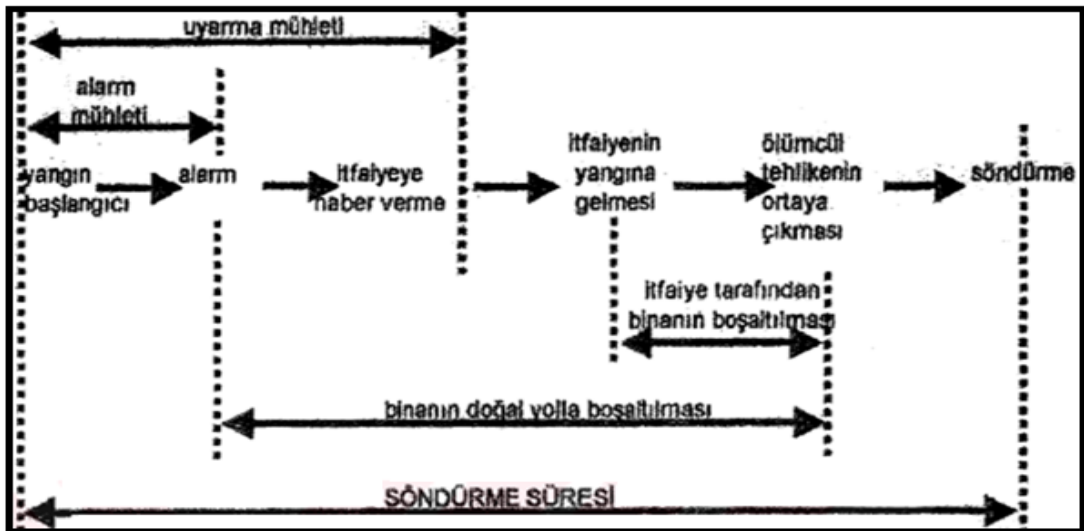 uyarma mühleti
alarm
mühleti
yangın
başlangıcı
alarm
itfaiyeye
haber verme
itfaiyenin
yangına
gelmesi
ölümcül
tehlikenin
ortaya
çıkması
söndürme
itfaiye tarafından
binanın boşaltılması
binanın doğal yolla boşaltılması
SÖNDÜRME SÜRESİ